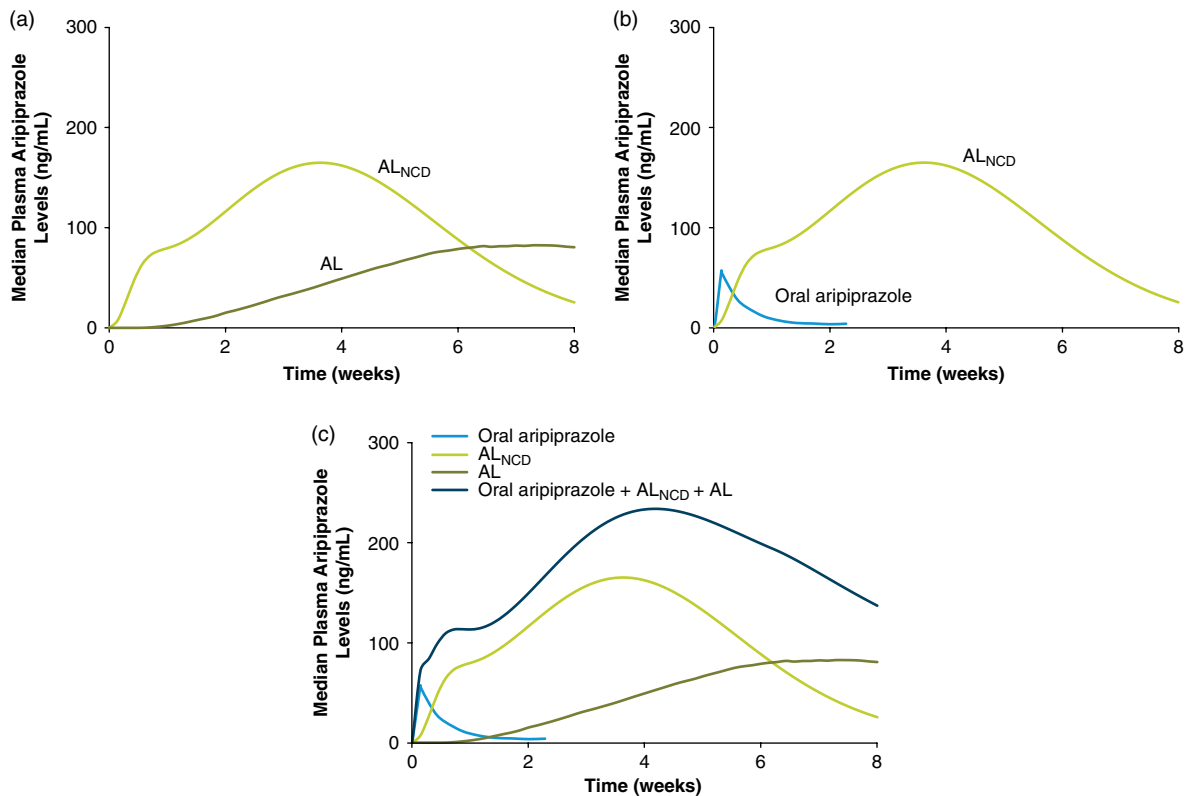 (a)
Median Plasma Aripiprazole
Levels (ng/mL)
300
200
100
0
AL_NCD
AL
0 2 4 6 8
Time (weeks)
(b)
Median Plasma Aripiprazole
Levels (ng/mL)
300
200
100
0
AL_NCD
Oral aripiprazole
0 2 4 6 8
Time (weeks)
(c)
Median Plasma Aripiprazole
Levels (ng/mL)
300
200
100
0
Oral aripiprazole
AL_NCD
AL
Oral aripiprazole + AL_NCD + AL
0 2 4 6 8
Time (weeks)